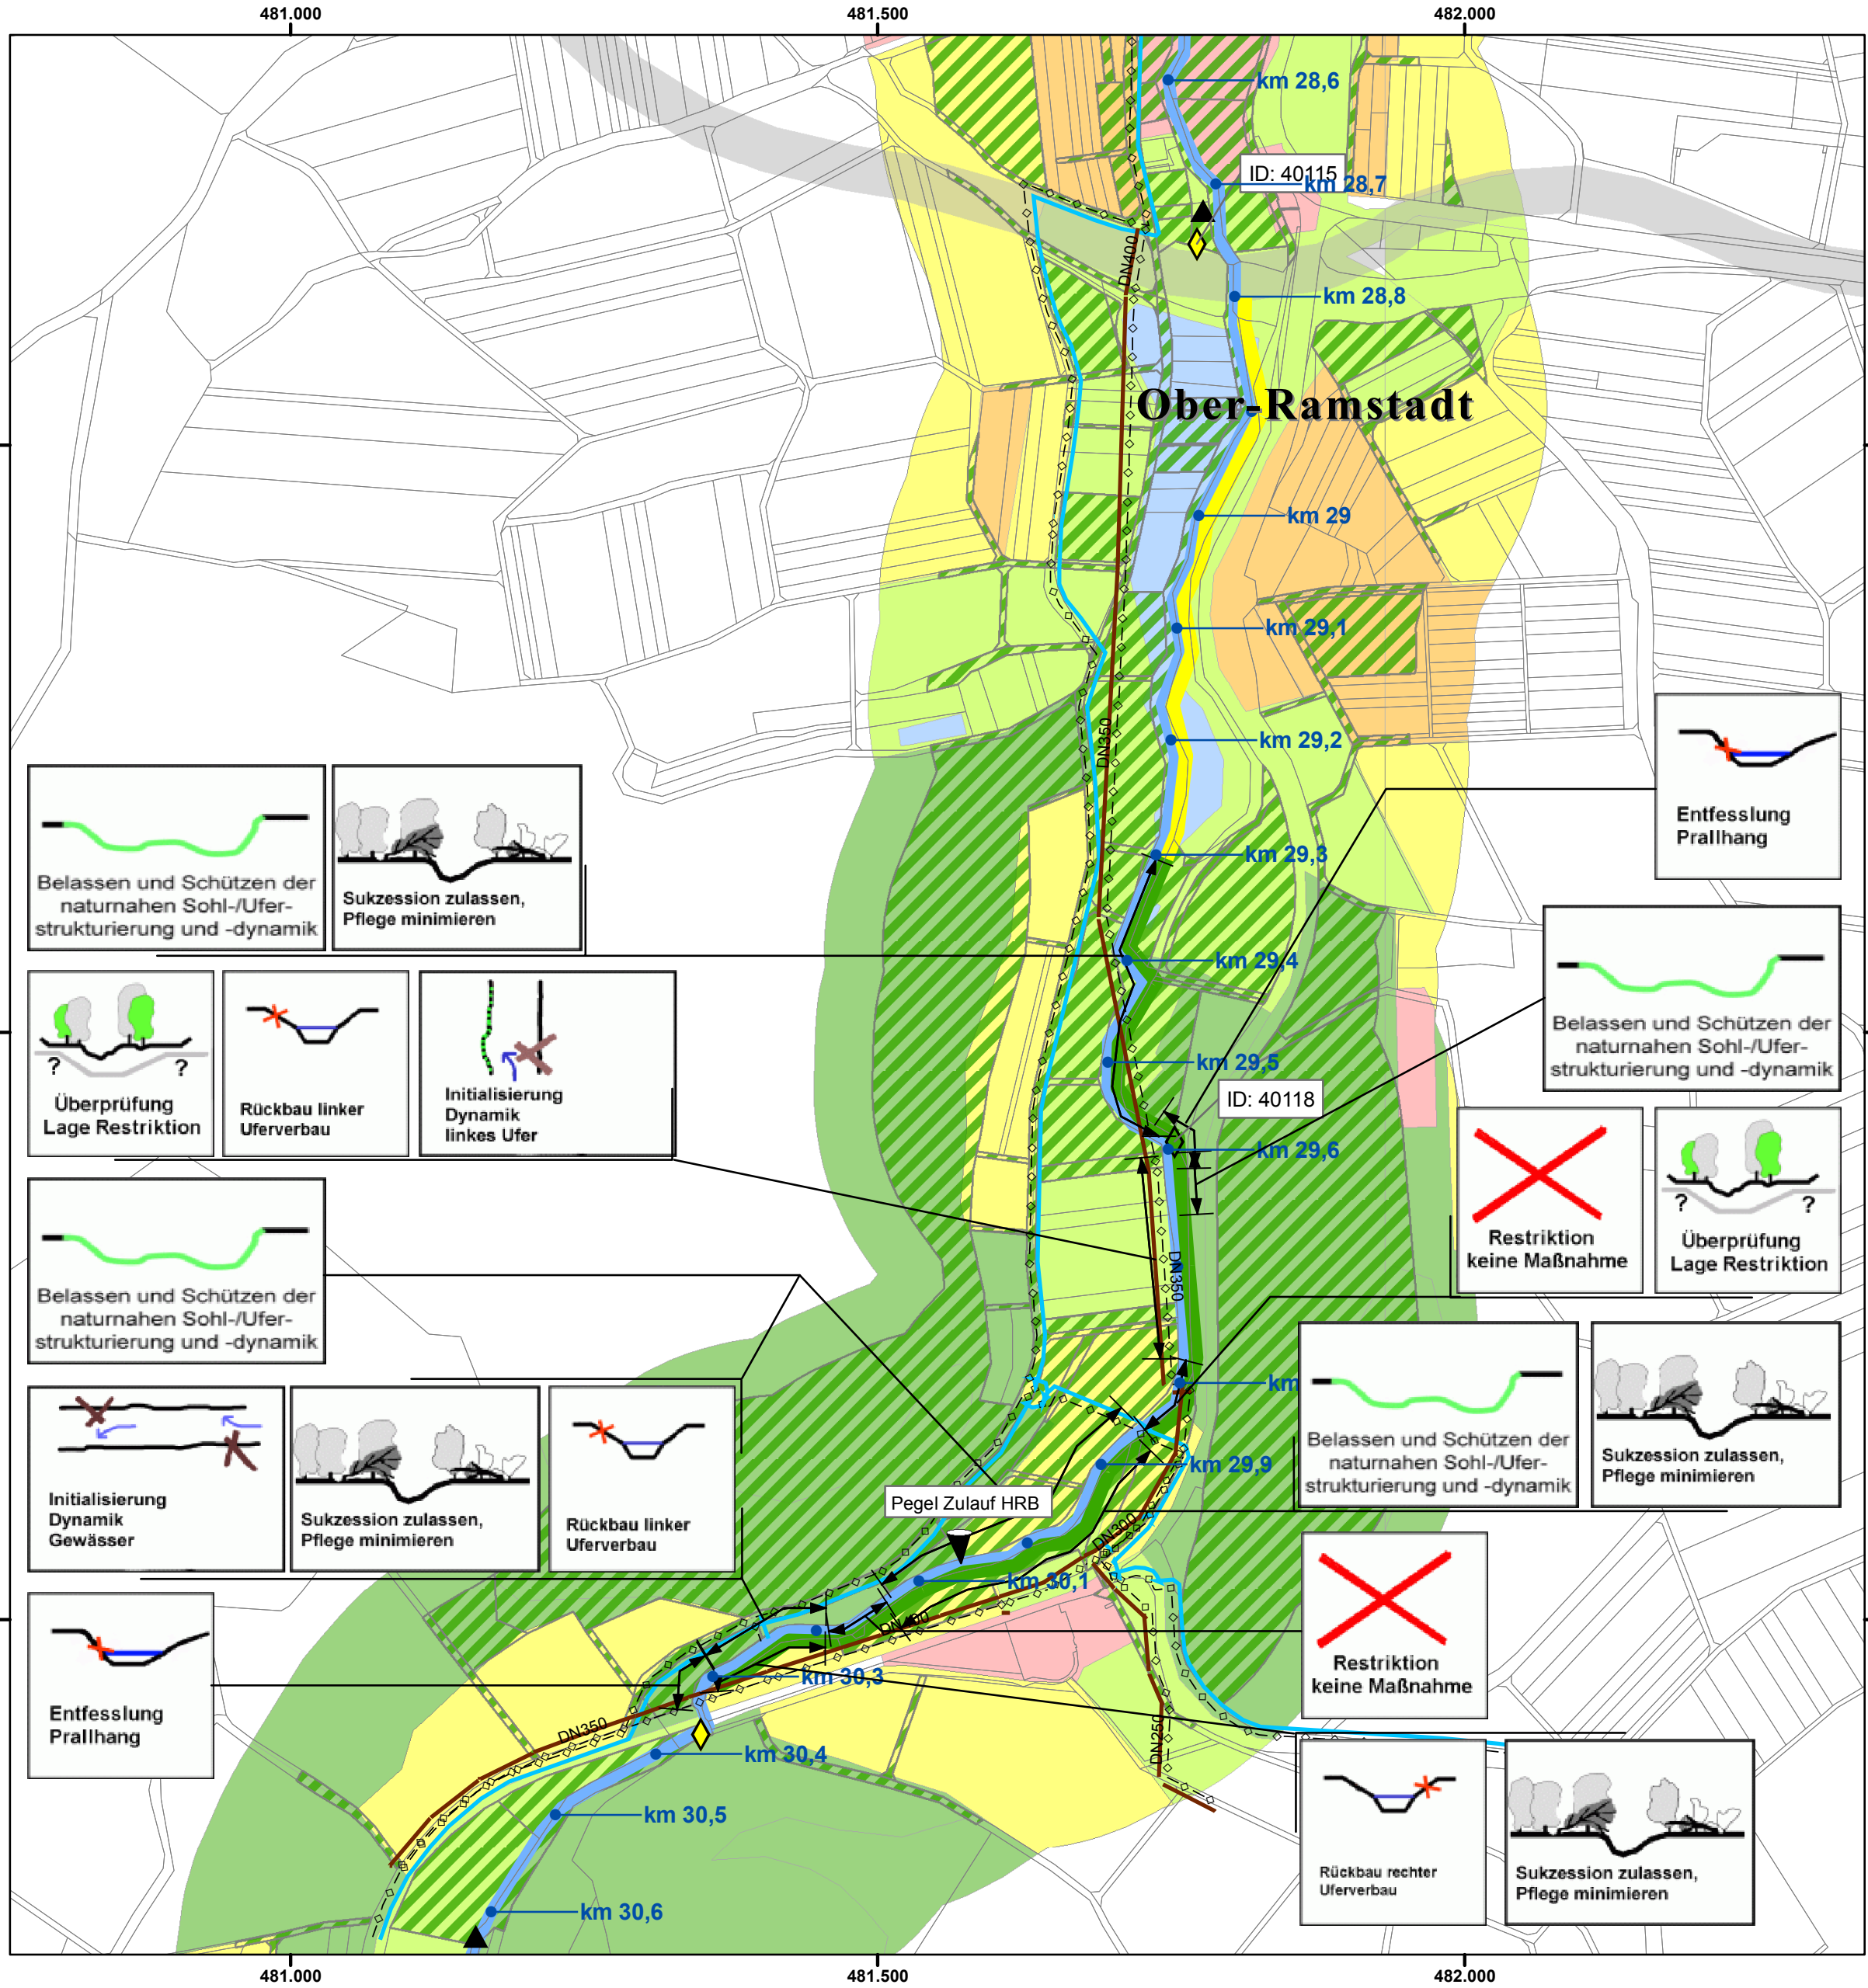 481.000
481.500
482.000
km 28,6
ID: 40115
km 28,7
DN400
km 28,8
Ober-Ramstadt
km 29
km 29,1
DN350
km 29,2
Entfesslung
Prallhang
km 29,3
Belassen und Schützen der
naturnahen Sohl-/Ufer-
strukturierung und -dynamik
Sukzession zulassen,
Pflege minimieren
km 29,4
Belassen und Schützen der
naturnahen Sohl-/Ufer-
strukturierung und -dynamik
?
?
Überprüfung
Lage Restriktion
Rückbau linker
Uferverbau
Initialisierung
Dynamik
linkes Ufer
km 29,5
ID: 40118
km 29,6
Restriktion
keine Maßnahme
?
?
Überprüfung
Lage Restriktion
DN350
Belassen und Schützen der
naturnahen Sohl-/Ufer-
strukturierung und -dynamik
km
Belassen und Schützen der
naturnahen Sohl-/Ufer-
strukturierung und -dynamik
Sukzession zulassen,
Pflege minimieren
km 29,9
Initialisierung
Dynamik
Gewässer
Sukzession zulassen,
Pflege minimieren
Rückbau linker
Uferverbau
Pegel Zulauf HRB
DN300
km 30,1
Restriktion
keine Maßnahme
km 30,3
Entfesslung
Prallhang
DN350
DN250
km 30,4
km 30,5
Rückbau rechter
Uferverbau
Sukzession zulassen,
Pflege minimieren
km 30,6
481.000
481.500
482.000